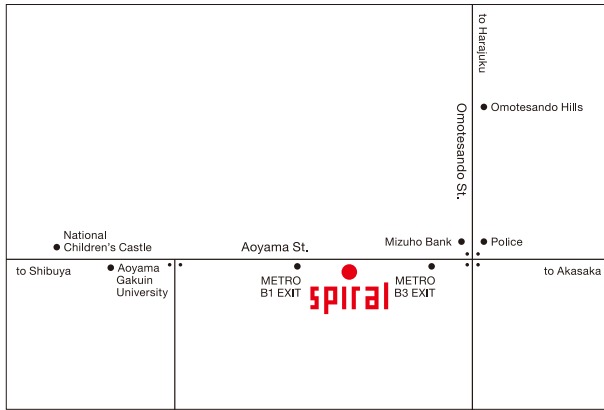 to Harajuku
Omotesando Hills
Omotesando St.
National
Children's Castle
Aoyama St.
Mizuho Bank
Police
to Shibuya
Aoyama
Gakuin
University
METRO
B1 EXIT
spiral
METRO
B3 EXIT
to Akasaka